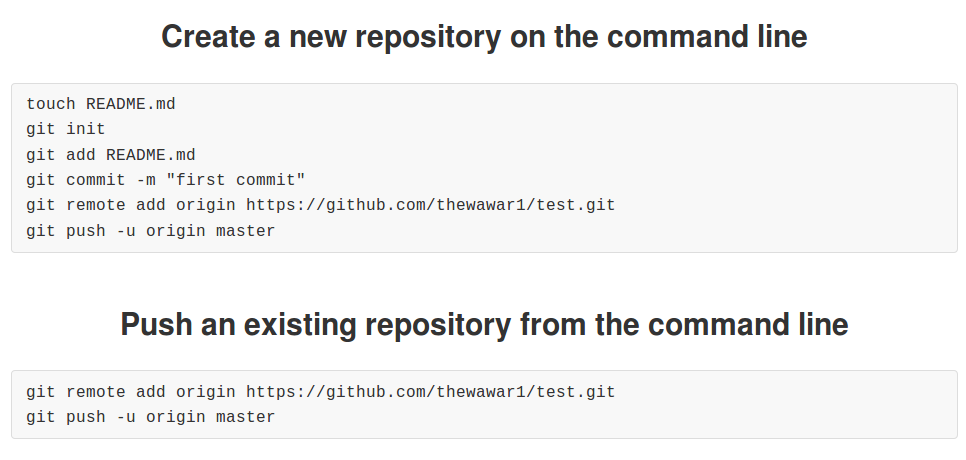 Create a new repository on the command line
touch README.md
git init
git add README.md
git commit -m "first commit"
git remote add origin https://github.com/thewawar1/test.git
git push -u origin master
Push an existing repository from the command line
git remote add origin https://github.com/thewawar1/test.git
git push -u origin master